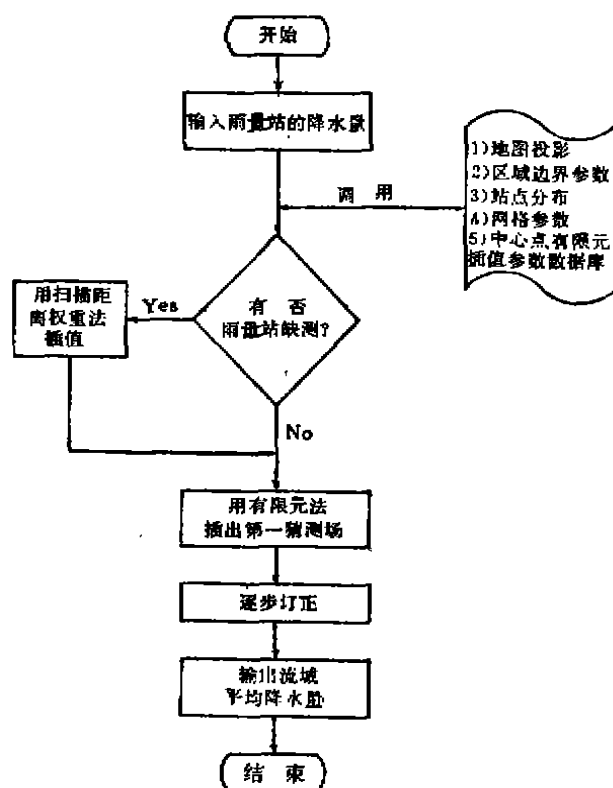 开始
输入雨量站的降水量
1)地图投影
2)区域边界参数
调用
3)站点分布
4)网格参数
5)中心点有限元
插值参数数据库
用扫描距
离权重法
插值
Yes
有否
雨量站缺测?
No
用有限元法
插出第一猜测场
逐步订正
输出流域
平均降水量
结束